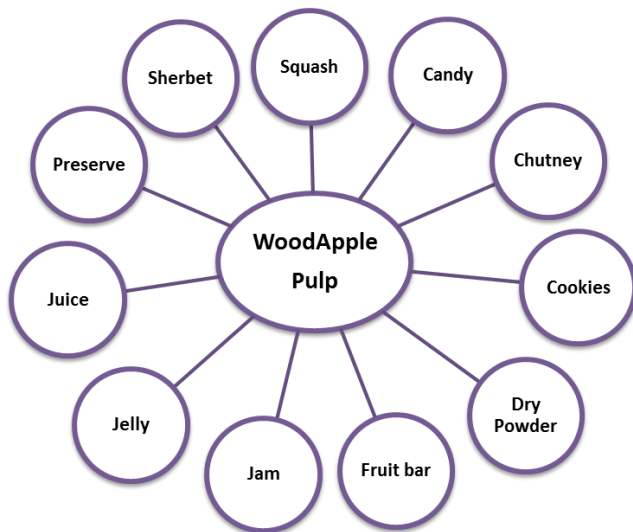 Squash
Candy
Sherbet
Chutney
Preserve
WoodApple
Pulp
Cookies
Juice
Dry
Powder
Jelly
Fruit bar
Jam